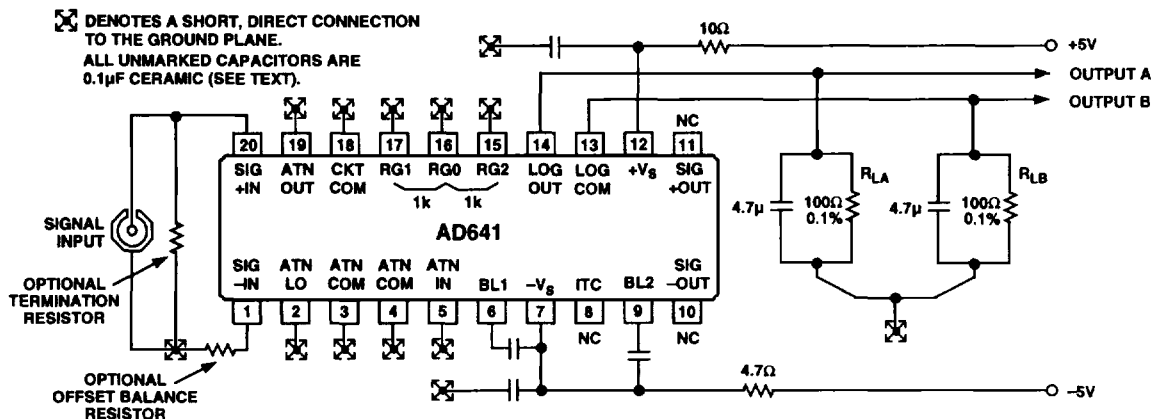 DENOTES A SHORT, DIRECT CONNECTION
TO THE GROUND PLANE.
ALL UNMARKED CAPACITORS ARE
0.1µF CERAMIC (SEE TEXT).
10Ω
+5V
OUTPUT A
OUTPUT B
NC
20 19 18 17 16 15 14 13 12 11
SIG +IN
ATN OUT
CKT COM
RG1
RG0
RG2
LOG OUT
LOG COM
+VS
SIG +OUT
1k 1k
AD641
RLA
4.7µ
100Ω
0.1%
RLB
4.7µ
100Ω
0.1%
SIGNAL
INPUT
OPTIONAL
TERMINATION
RESISTOR
SIG –IN
ATN LO
ATN COM
ATN COM
ATN IN
BL1
–VS
ITC
BL2
SIG –OUT
1 2 3 4 5 6 7 8 9 10
NC
NC
OPTIONAL
OFFSET BALANCE
RESISTOR
4.7Ω
–5V